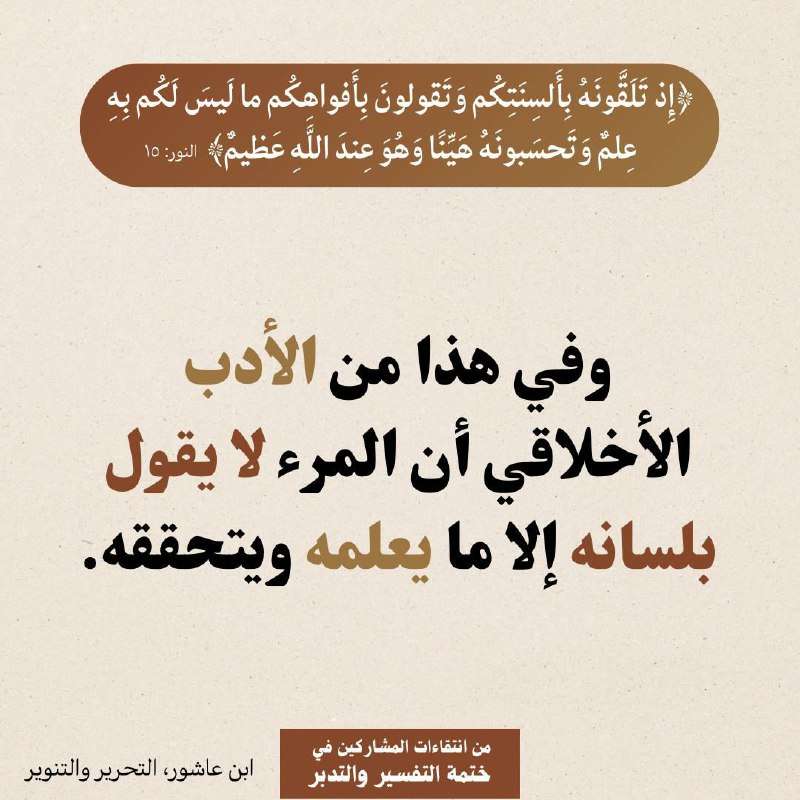 ﴿إِذ تَلَقَّونَهُ بِأَلسِنَتِكُم وَتَقولونَ بِأَفواهِكُم ما لَيسَ لَكُم بِهِ
عِلمٌ وَتَحسَبونَهُ هَيِّنًا وَهُوَ عِندَ اللَّهِ عَظيمٌ﴾ النور: ١٥
وفي هذا من الأدب
الأخلاقي أن المرء لا يقول
بلسانه إلا ما يعلمه ويتحققه.
من انتقاءات المشاركين في
ختمة التفسير والتدبر
ابن عاشور، التحرير والتنوير